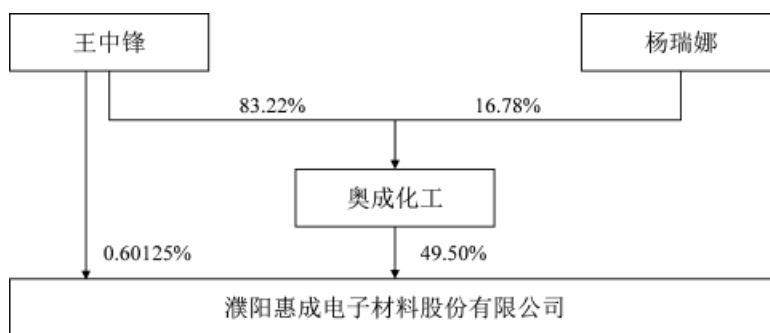 王中锋
杨瑞娜
83.22%
16.78%
奥成化工
0.60125%
49.50%
濮阳惠成电子材料股份有限公司